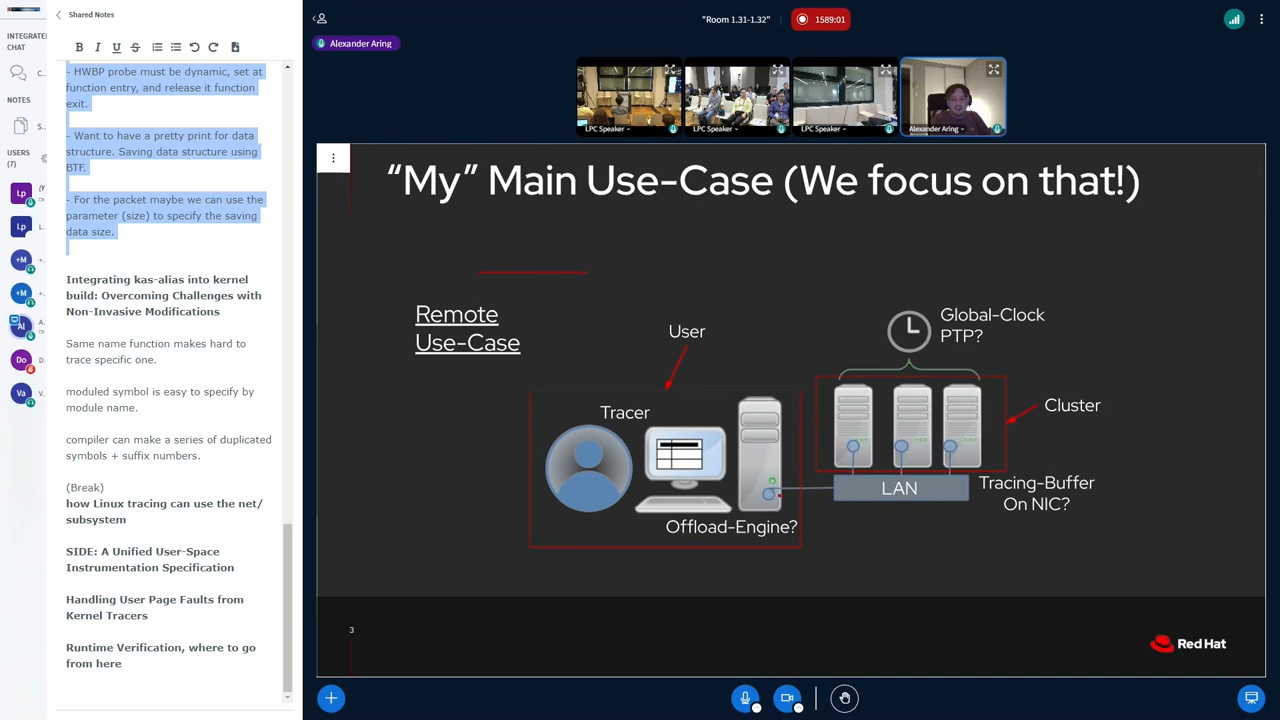 INTEGRATE
CHAT
C..
NOTES
S..
USERS
(7)
Lp
(M
Lp
L..
+M
+.
+M
+.
Al
A.
Do
D.
Va
V.
Shared Notes
B I U S
- HWBP probe must be dynamic, set at
function entry, and release it function
exit.
- Want to have a pretty print for data
structure. Saving data structure using
BTF.
- For the packet maybe we can use the
parameter (size) to specify the saving
data size.
Integrating kas-alias into kernel
build: Overcoming Challenges with
Non-Invasive Modifications
Same name function makes hard to
trace specific one.
moduled symbol is easy to specify by
module name.
compiler can make a series of duplicated
symbols + suffix numbers.
(Break)
how Linux tracing can use the net/
subsystem
SIDE: A Unified User-Space
Instrumentation Specification
Handling User Page Faults from
Kernel Tracers
Runtime Verification, where to go
from here
"Room 1.31-1.32"
1589:01
Alexander Aring
LPC Speaker
LPC Speaker
LPC Speaker
Alexander Aring
“My” Main Use-Case (We focus on that!)
Remote
Use-Case
User
Global-Clock
PTP?
Tracer
Cluster
LAN
Tracing-Buffer
On NIC?
Offload-Engine?
3
Red Hat